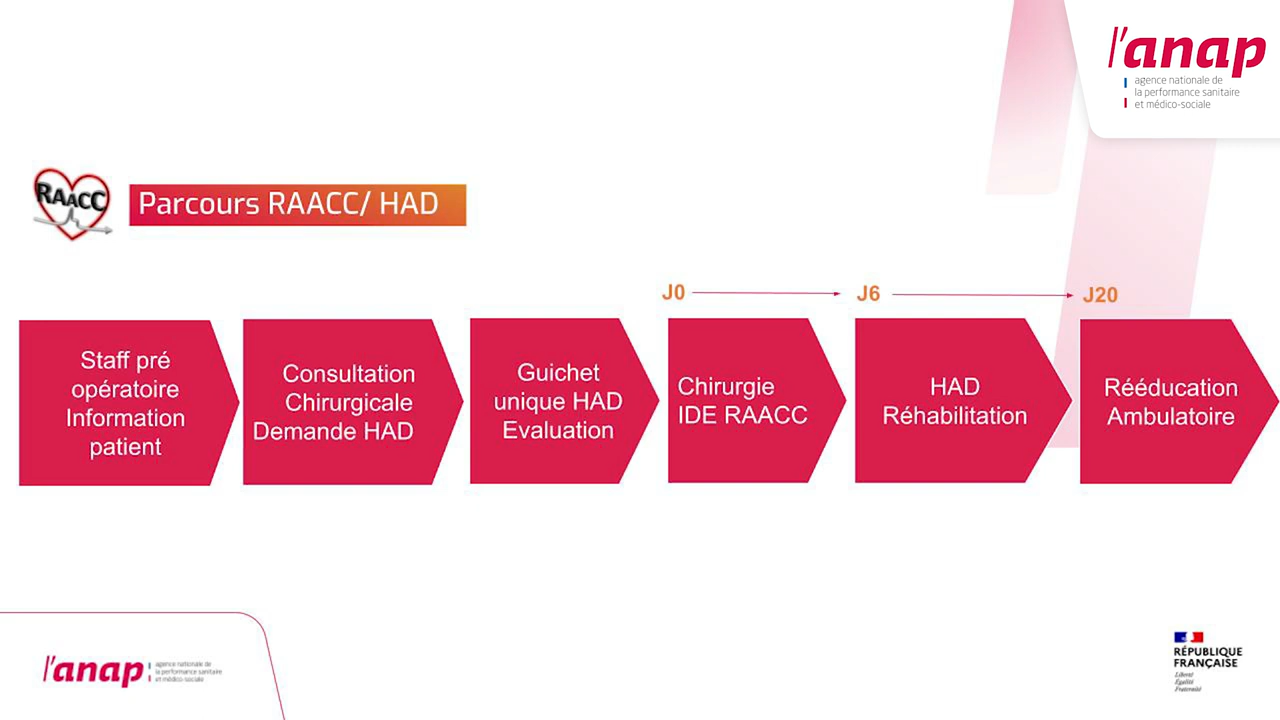 l'anap
agence nationale de
la performance sanitaire
et médico-sociale
RAACC
Parcours RAACC/ HAD
J0
J6
J20
Staff pré
opératoire
Information
patient
Consultation
Chirurgicale
Demande HAD
Guichet
unique HAD
Evaluation
Chirurgie
IDE RAACC
HAD
Réhabilitation
Rééducation
Ambulatoire
l'anap
agence nationale de
la performance sanitaire
et médico-sociale
RÉPUBLIQUE
FRANÇAISE
Liberté
Égalité
Fraternité